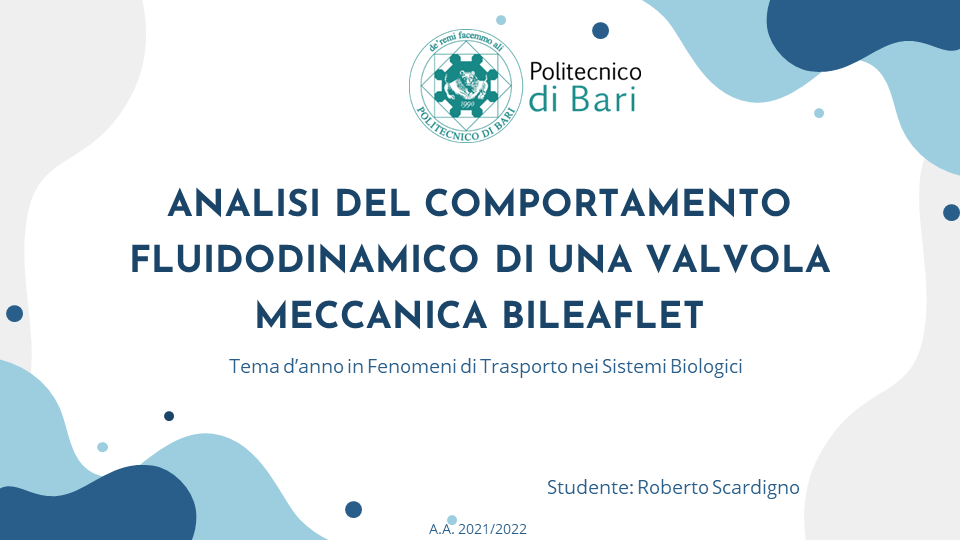 de' remi facemmo ali
1990
POLITECNICO DI BARI
Politecnico
di Bari
ANALISI DEL COMPORTAMENTO
FLUIDODINAMICO DI UNA VALVOLA
MECCANICA BILEAFLET
Tema d’anno in Fenomeni di Trasporto nei Sistemi Biologici
Studente: Roberto Scardigno
A.A. 2021/2022